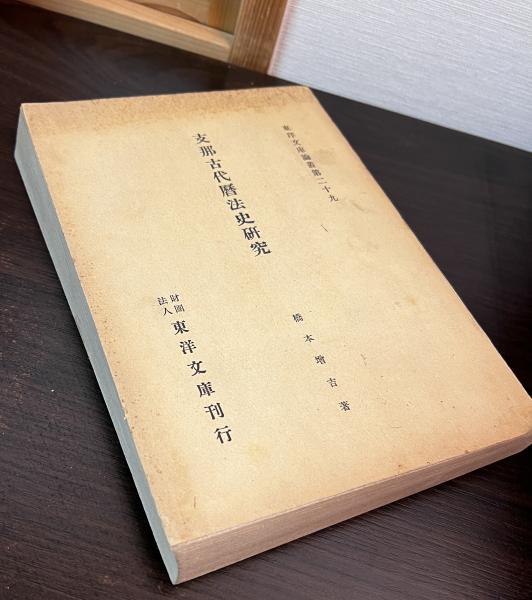 東洋文庫論叢第二十九
支那古代曆法史硏究
橋本增吉著
財團
法人
東洋文庫刊行